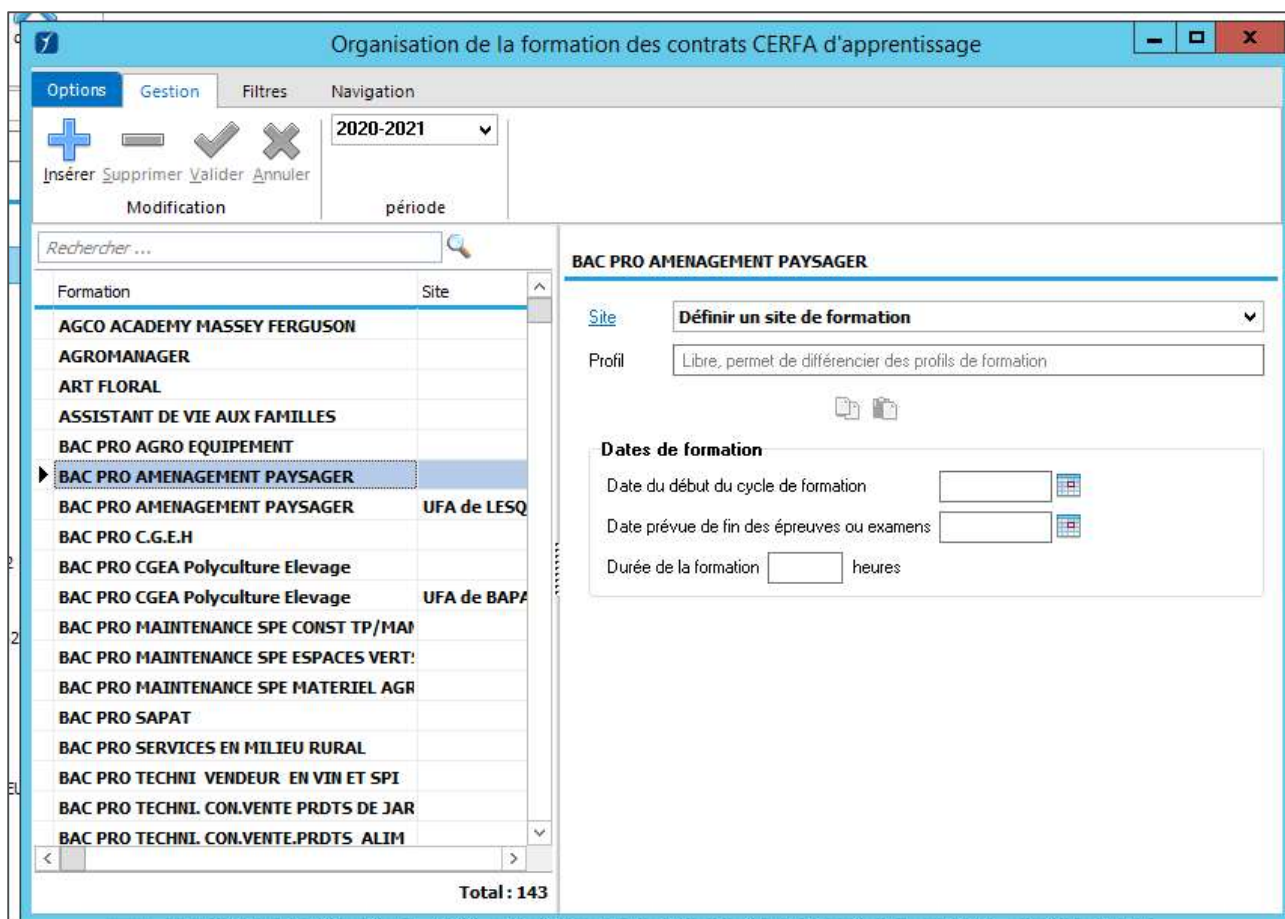 Organisation de la formation des contrats CERFA d'apprentissage
Options Gestion Filtres Navigation
2020-2021
Insérer Supprimer Valider Annuler
Modification période
Rechercher ...
BAC PRO AMENAGEMENT PAYSAGER
Formation Site
Site Définir un site de formation
AGCO ACADEMY MASSEY FERGUSON
AGROMANAGER
Profil Libre, permet de différencier des profils de formation
ART FLORAL
ASSISTANT DE VIE AUX FAMILLES
BAC PRO AGRO EQUIPEMENT
Dates de formation
BAC PRO AMENAGEMENT PAYSAGER
Date du début du cycle de formation
BAC PRO AMENAGEMENT PAYSAGER UFA de LESQ
Date prévue de fin des épreuves ou examens
BAC PRO C.G.E.H
BAC PRO CGEA Polyculture Elevage
Durée de la formation heures
BAC PRO CGEA Polyculture Elevage UFA de BAPA
BAC PRO MAINTENANCE SPE CONST TP/MAN
BAC PRO MAINTENANCE SPE ESPACES VERTS
BAC PRO MAINTENANCE SPE MATERIEL AGR
BAC PRO SAPAT
BAC PRO SERVICES EN MILIEU RURAL
BAC PRO TECHNI VENDEUR EN VIN ET SPI
BAC PRO TECHNI. CON.VENTE PRDTS DE JAR
BAC PRO TECHNI. CON.VENTE.PRDTS ALIM
Total : 143